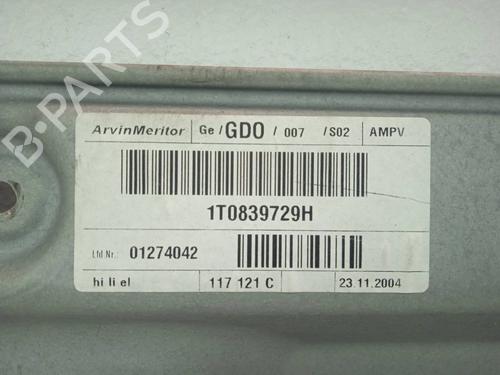 ArvinMeritor Ge / GDO / 007 / S02 AMPV
1T0839729H
Lfd Nr.: 01274042
hi li el 117 121 C 23.11.2004
B-PARTS